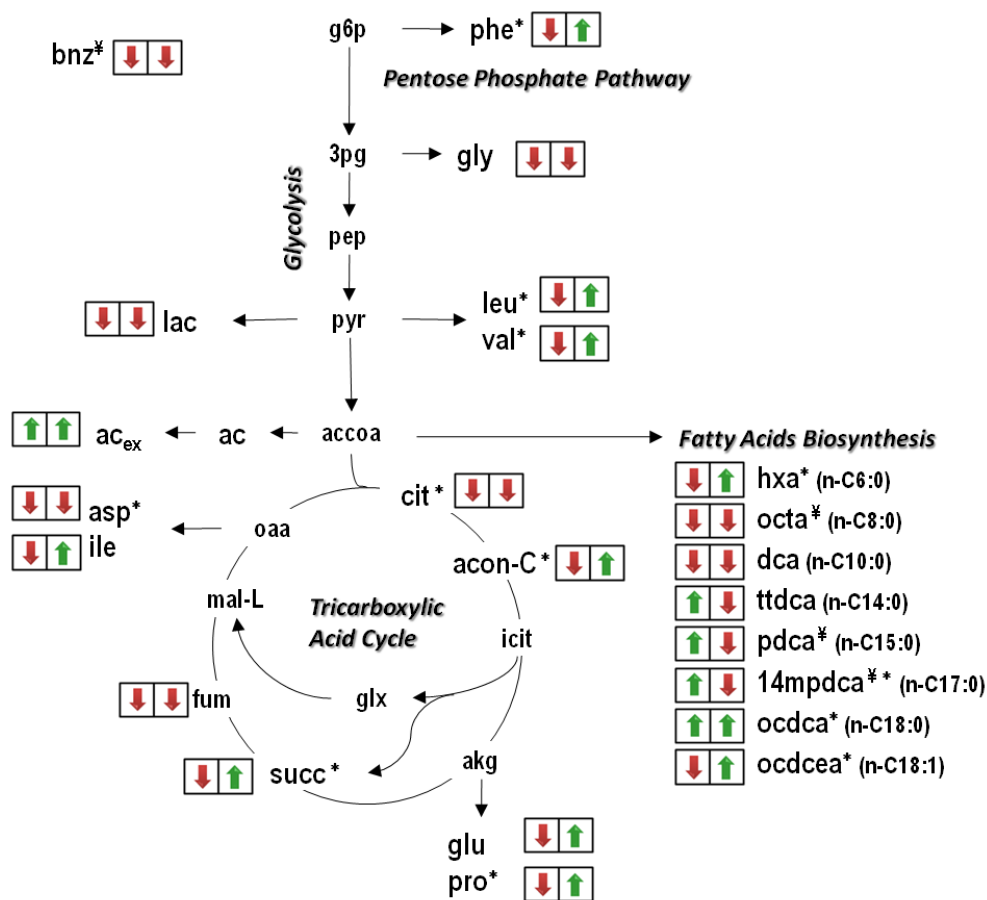 g6p
phe*
bnz¥
Pentose Phosphate Pathway
3pg
gly
Glycolysis
pep
leu*
lac
pyr
val*
ac_ex
ac
accoa
Fatty Acids Biosynthesis
hxa* (n-C6:0)
cit*
asp*
octa¥ (n-C8:0)
oaa
ile
dca (n-C10:0)
acon-C*
mal-L
ttdca (n-C14:0)
Tricarboxylic
Acid Cycle
icit
pdca¥ (n-C15:0)
14mpdca¥* (n-C17:0)
fum
glx
ocdca* (n-C18:0)
succ*
akg
ocdcea* (n-C18:1)
glu
pro*